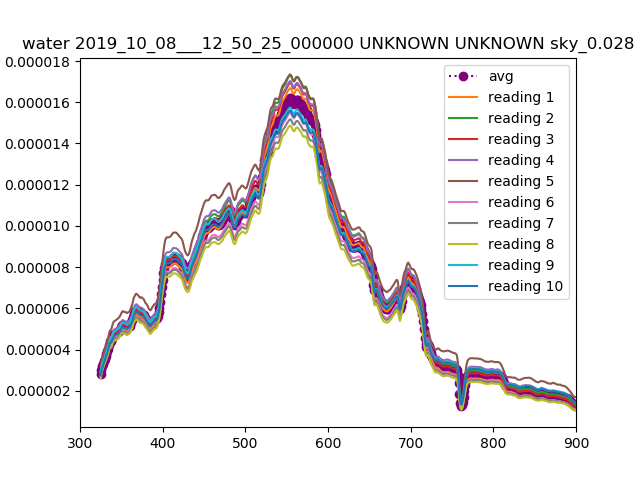 water 2019_10_08___12_50_25_000000 UNKNOWN UNKNOWN sky_0.028
0.000018
0.000016
0.000014
0.000012
0.000010
0.000008
0.000006
0.000004
0.000002
300 400 500 600 700 800 900
avg
reading 1
reading 2
reading 3
reading 4
reading 5
reading 6
reading 7
reading 8
reading 9
reading 10